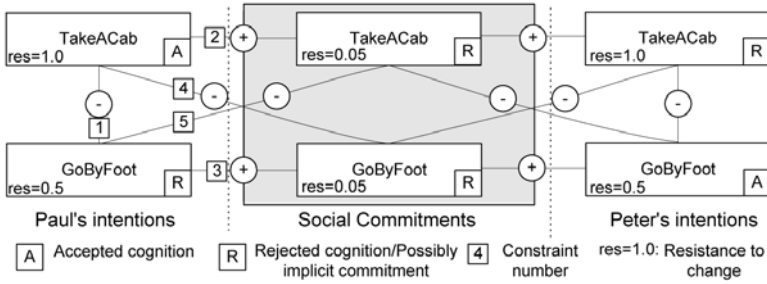 TakeACab
res=1.0
A
2
+
TakeACab
res=0.05
R
+
TakeACab
res=1.0
R
-
1
4
-
5
-
-
-
-
GoByFoot
res=0.5
R
3
+
GoByFoot
res=0.05
R
+
GoByFoot
res=0.5
A
Paul's intentions
Social Commitments
Peter's intentions
A Accepted cognition
R Rejected cognition/Possibly
implicit commitment
4 Constraint
number
res=1.0: Resistance to
change